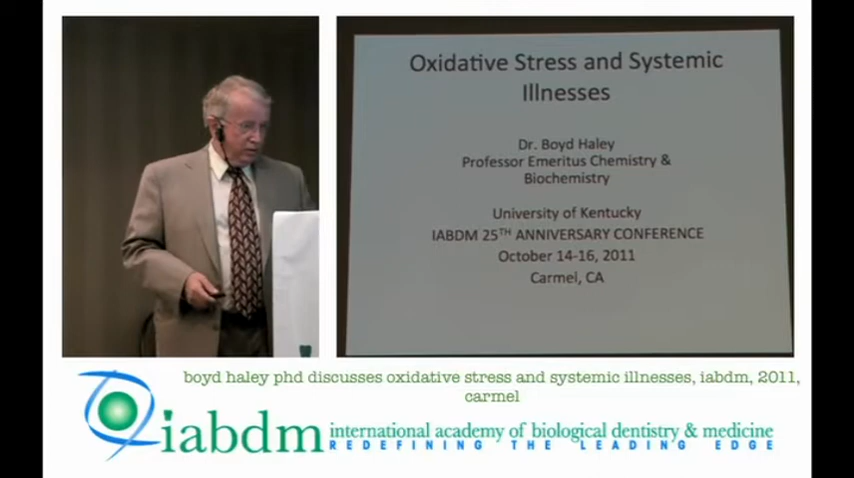 Oxidative Stress and Systemic
Illnesses
Dr. Boyd Haley
Professor Emeritus Chemistry &
Biochemistry
University of Kentucky
IABDM 25TH ANNIVERSARY CONFERENCE
October 14-16, 2011
Carmel, CA
boyd haley phd discusses oxidative stress and systemic illnesses, iabdm, 2011,
carmel
iabdm
international academy of biological dentistry & medicine
REDEFINING THE LEADING EDGE